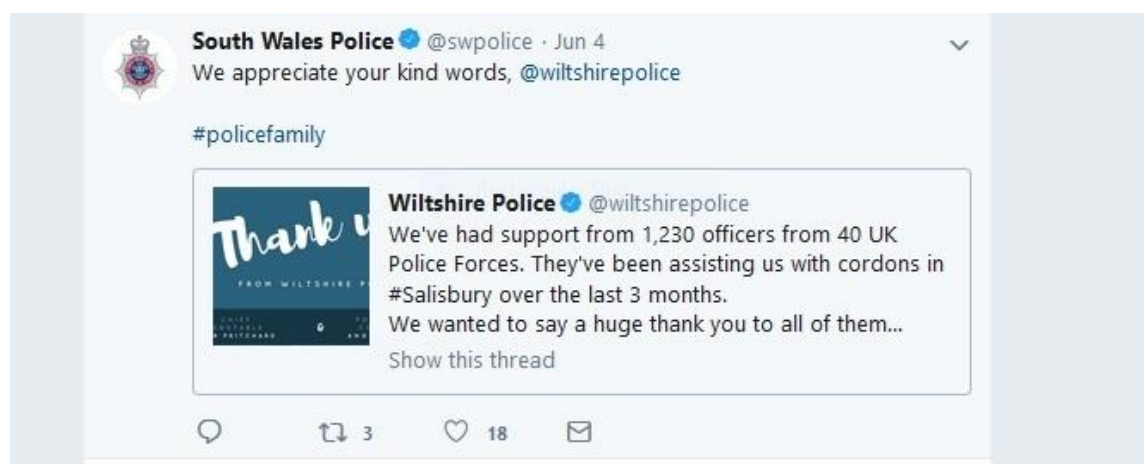 South Wales Police @swpolice · Jun 4
We appreciate your kind words, @wiltshirepolice
#policefamily
Thank
FROM WILTSHIRE
CHIEF
PRITCHARD
&
Wiltshire Police @wiltshirepolice
We've had support from 1,230 officers from 40 UK
Police Forces. They've been assisting us with cordons in
#Salisbury over the last 3 months.
We wanted to say a huge thank you to all of them...
Show this thread
3 18